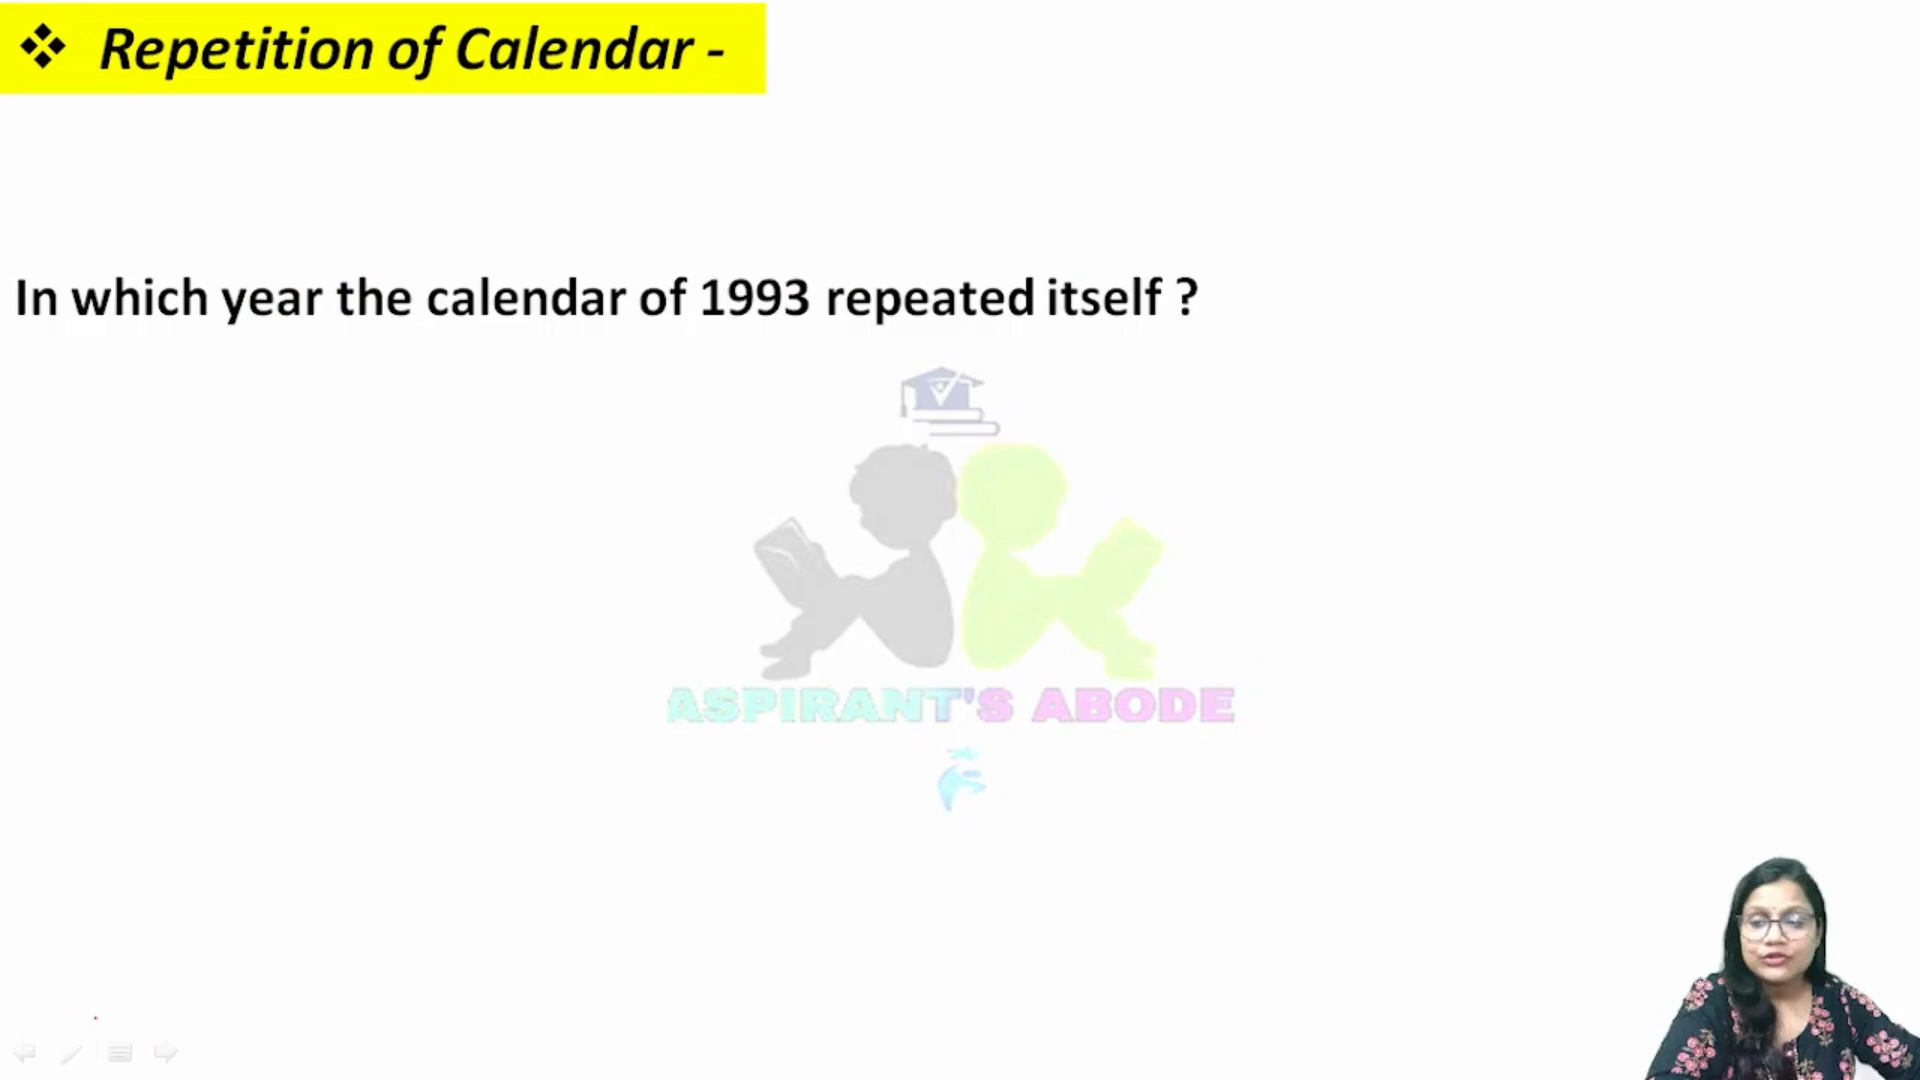 Repetition of Calendar -
In which year the calendar of 1993 repeated itself ?
ASPIRANT'S ABODE